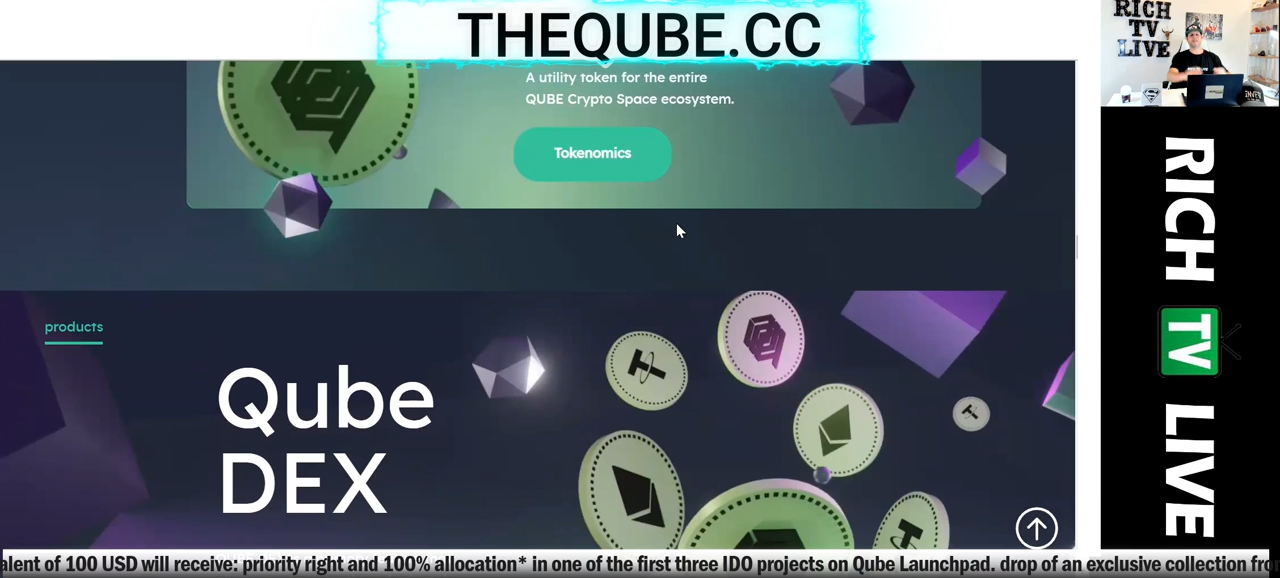 THEQUBE.CC
RICH
TV
LIVE
A utility token for the entire
QUBE Crypto Space ecosystem.
Tokenomics
products
Qube
DEX
RICH
TV
LIVE
alent of 100 USD will receive: priority right and 100% allocation* in one of the first three IDO projects on Qube Launchpad. drop of an exclusive collection fro